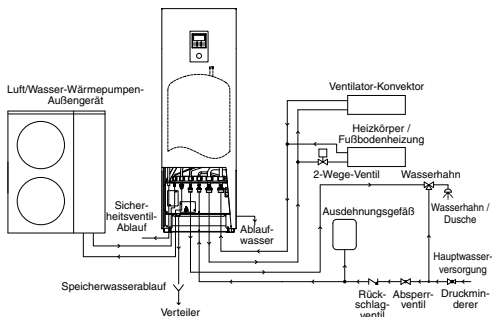 Luft/Wasser-Wärmepumpen-
Außengerät
Ventilator-Konvektor
Heizkörper /
Fußbodenheizung
2-Wege-Ventil
Wasserhahn
Wasserhahn /
Dusche
Sicher-
heitsventil-
Ablauf
Ablauf-
wasser
Ausdehnungsgefäß
Hauptwasser-
versorgung
Speicherwasserablauf
Verteiler
Rück-
schlag-
ventil
Absperr-
ventil
Druckmin-
derer